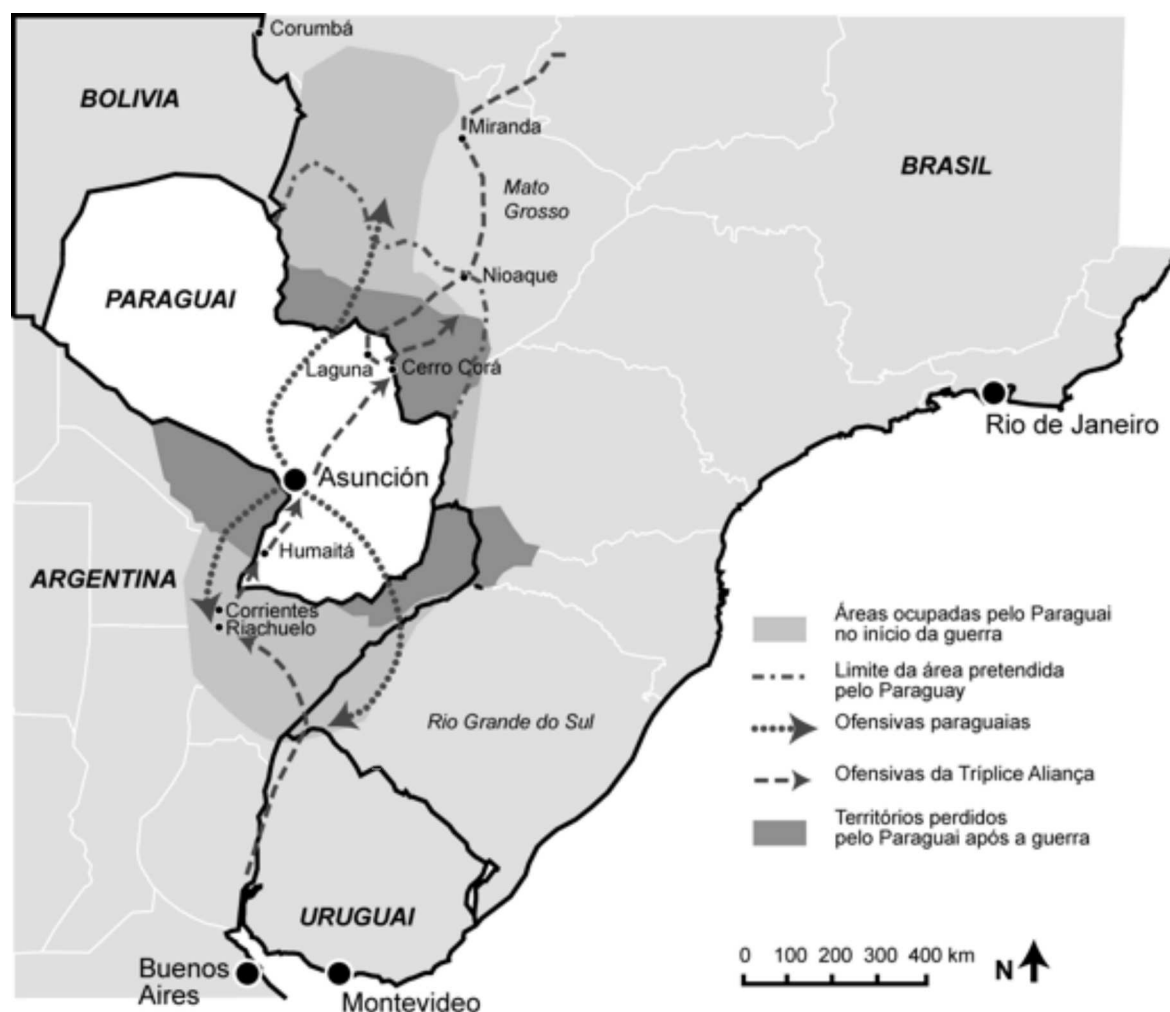 Corumbá
BOLIVIA
Miranda
BRASIL
Mato
Grosso
Nioaque
PARAGUAI
Laguna
Cerro Corá
Rio de Janeiro
Asunción
Humaitá
ARGENTINA
Corrientes
Riachuelo
Rio Grande do Sul
Áreas ocupadas pelo Paraguai
no início da guerra
Limite da área pretendida
pelo Paraguay
Ofensivas paraguaias
Ofensivas da Tríplice Aliança
Territórios perdidos
pelo Paraguai após a guerra
URUGUAI
Buenos
Aires
Montevideo
0 100 200 300 400 km
N